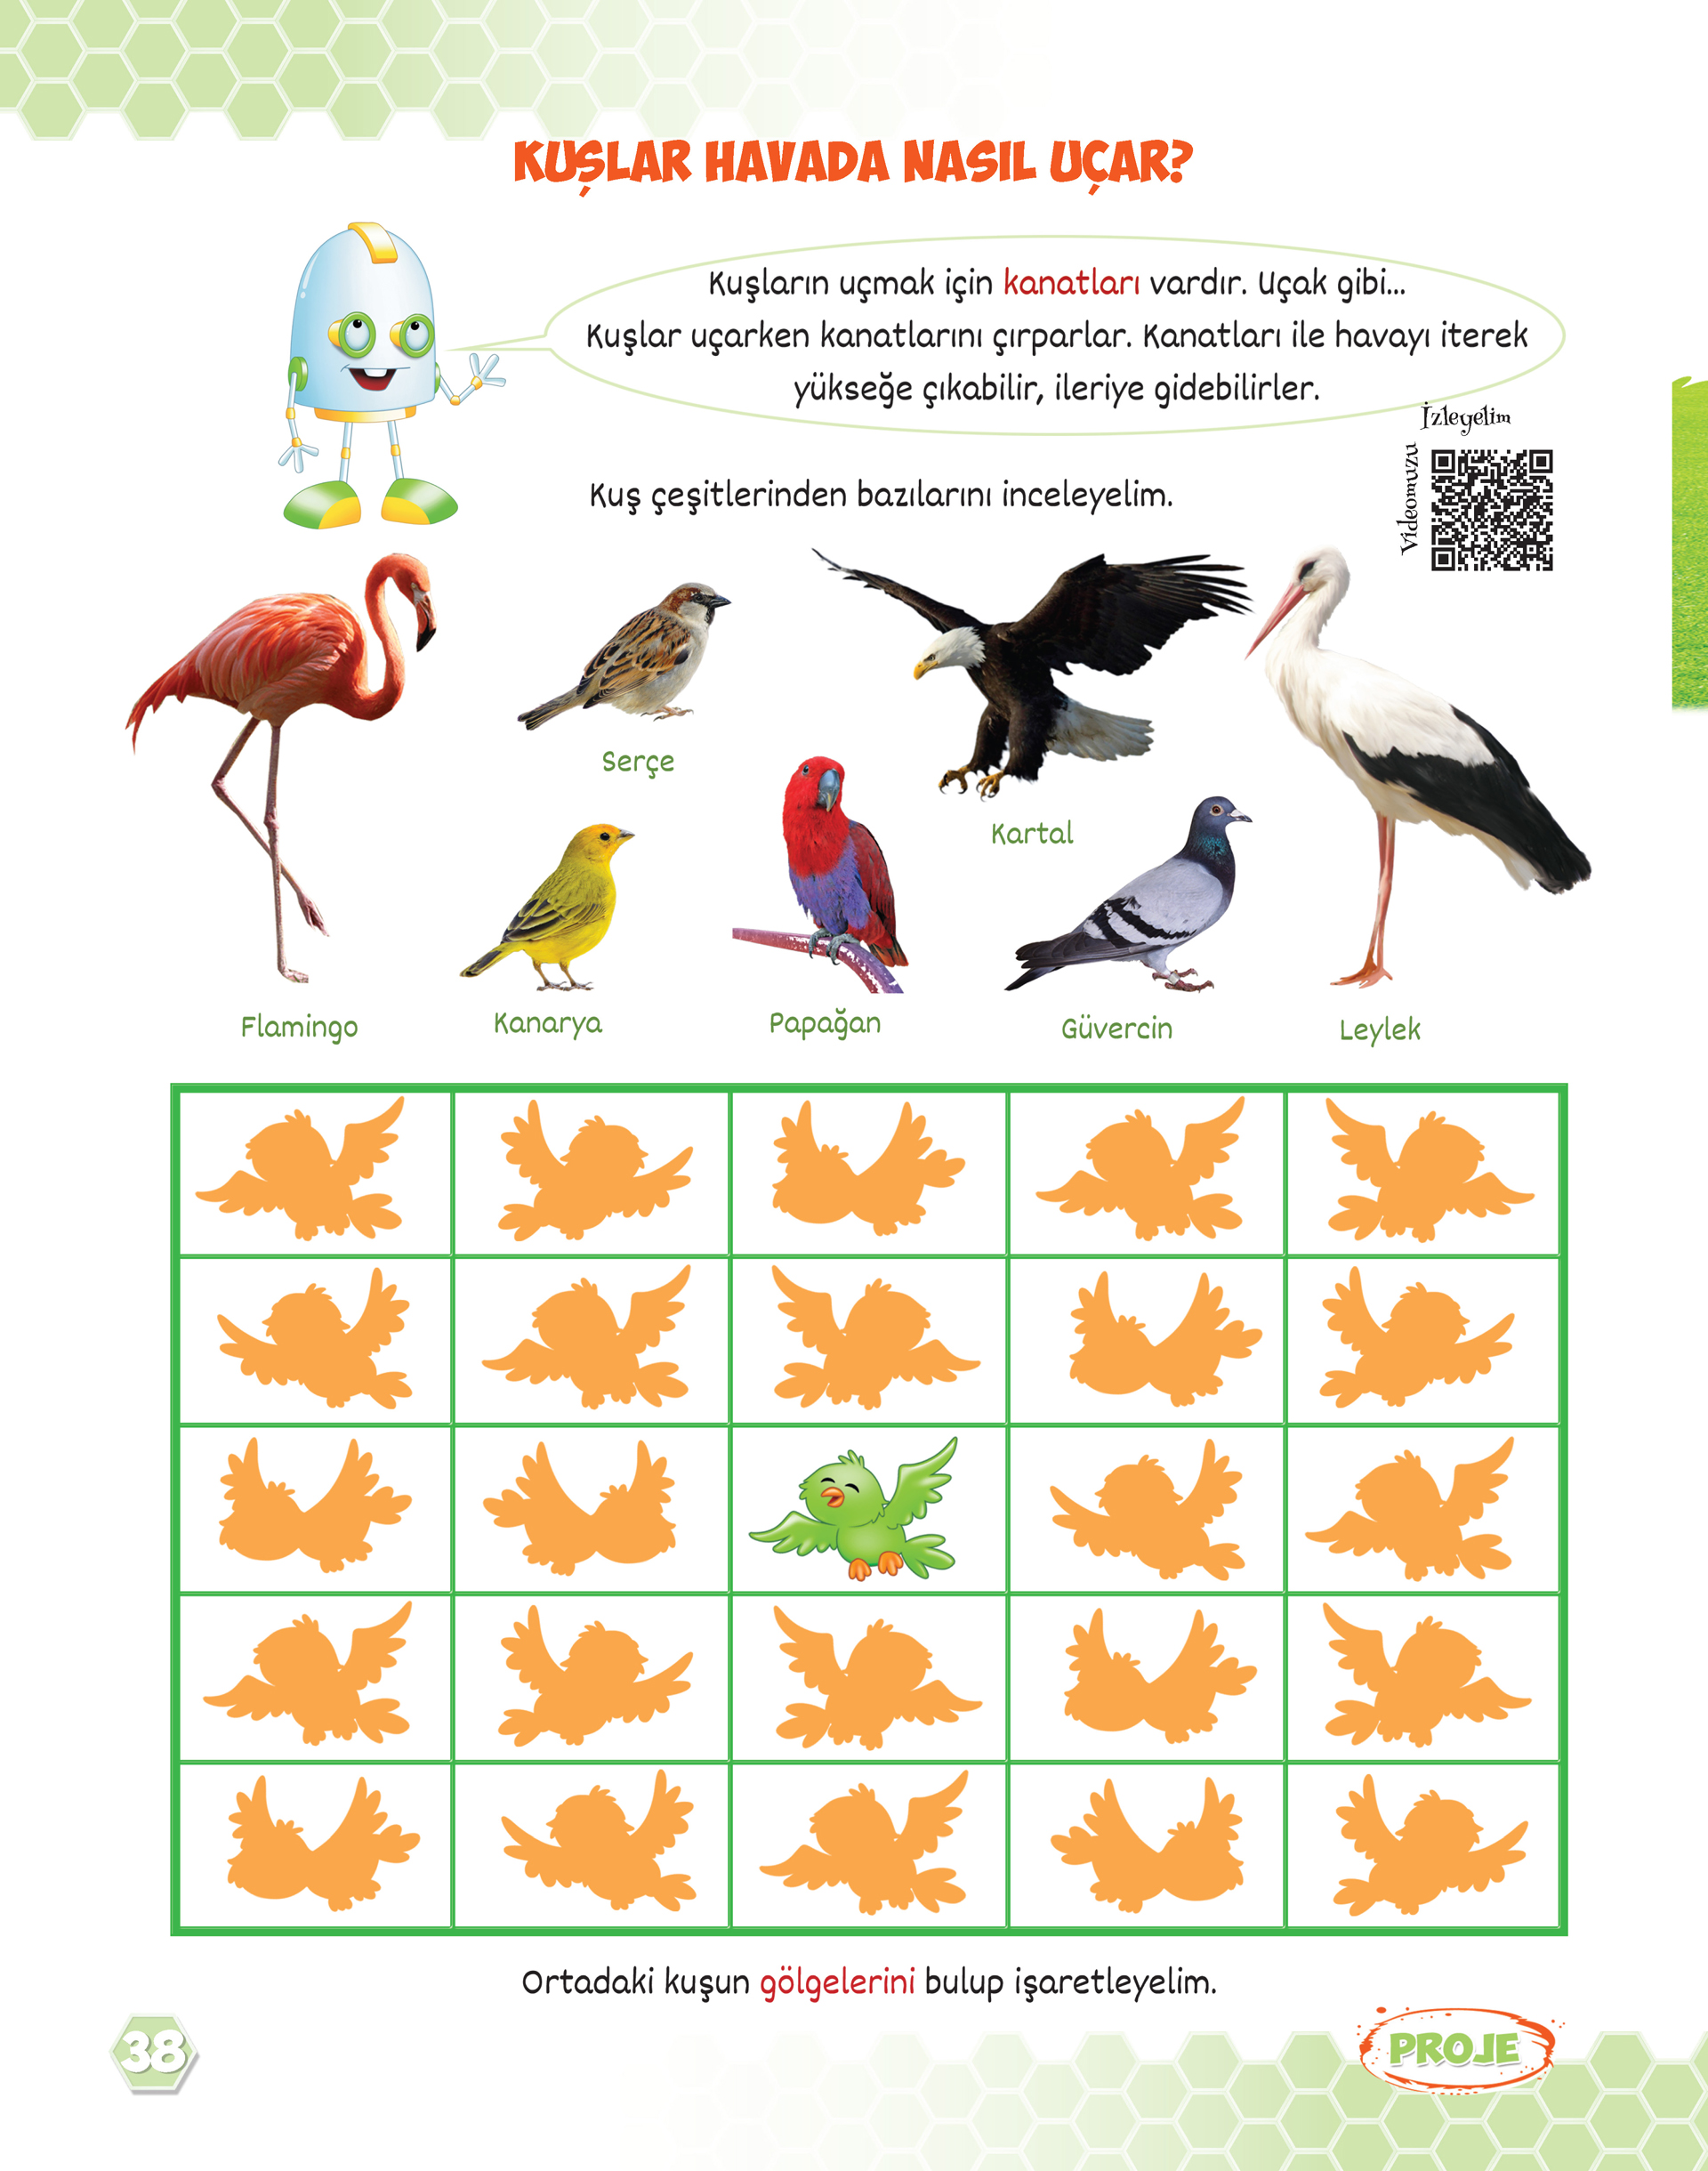 KUŞLAR HAVADA NASIL UÇAR?
Kuşların uçmak için kanatları vardır. Uçak gibi...
Kuşlar uçarken kanatlarını çırparlar. Kanatları ile havayı iterek
yükseğe çıkabilir, ileriye gidebilirler.
İzleyelim
Videomuzu
Kuş çeşitlerinden bazılarını inceleyelim.
Serçe
Kartal
Flamingo
Kanarya
Papağan
Güvercin
Leylek
Ortadaki kuşun gölgelerini bulup işaretleyelim.
38
PROJE